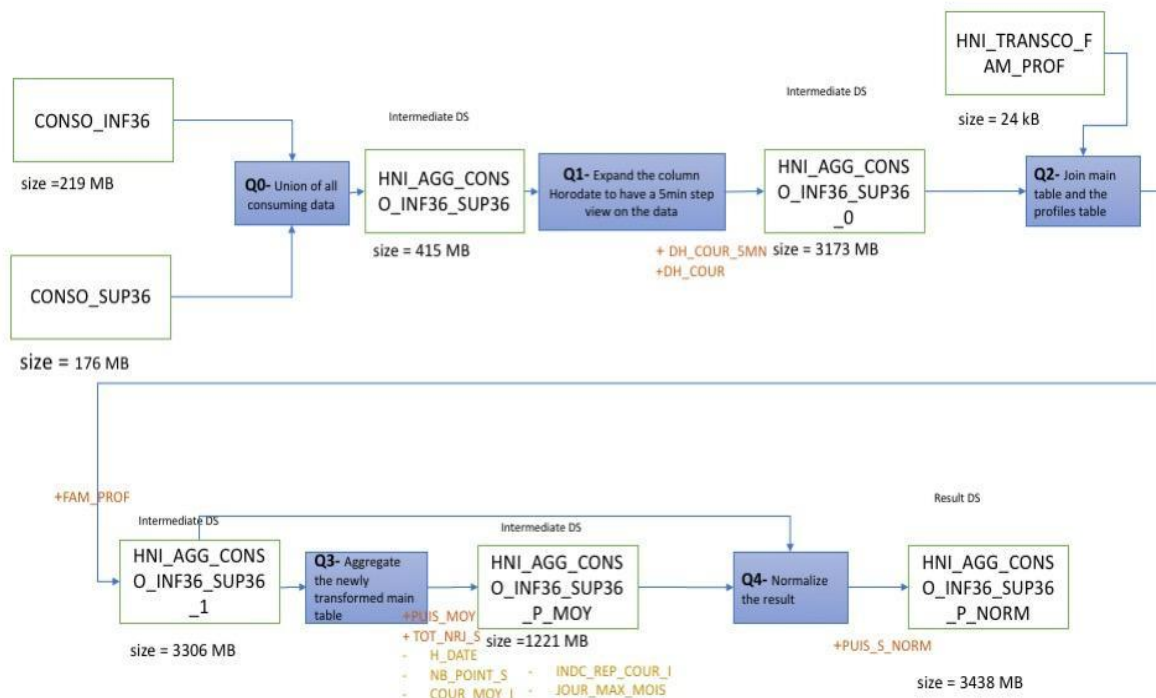 HNI_TRANSCO_F
AM_PROF
size = 24 kB
CONSO_INF36
size =219 MB
Intermediate DS
Intermediate DS
Q0- Union of all
consuming data
HNI_AGG_CONS
O_INF36_SUP36
size = 415 MB
Q1- Expand the column
Horodate to have a 5min step
view on the data
+ DH_COUR_5MN
+DH_COUR
HNI_AGG_CONS
O_INF36_SUP36
_0
size = 3173 MB
Q2- Join main
table and the
profiles table
CONSO_SUP36
size = 176 MB
+FAM_PROF
Intermediate DS
HNI_AGG_CONS
O_INF36_SUP36
_1
size = 3306 MB
Q3- Aggregate
the newly
transformed main
table
Intermediate DS
HNI_AGG_CONS
O_INF36_SUP36
_P_MOY
size =1221 MB
+PUIS_MOY
+ TOT_NRJ_S
- H_DATE
- NB_POINT_S
- COUR_MOY_I
- INDC_REP_COUR_I
- JOUR_MAX_MOIS
Q4- Normalize
the result
+PUIS_S_NORM
Result DS
HNI_AGG_CONS
O_INF36_SUP36
_P_NORM
size = 3438 MB